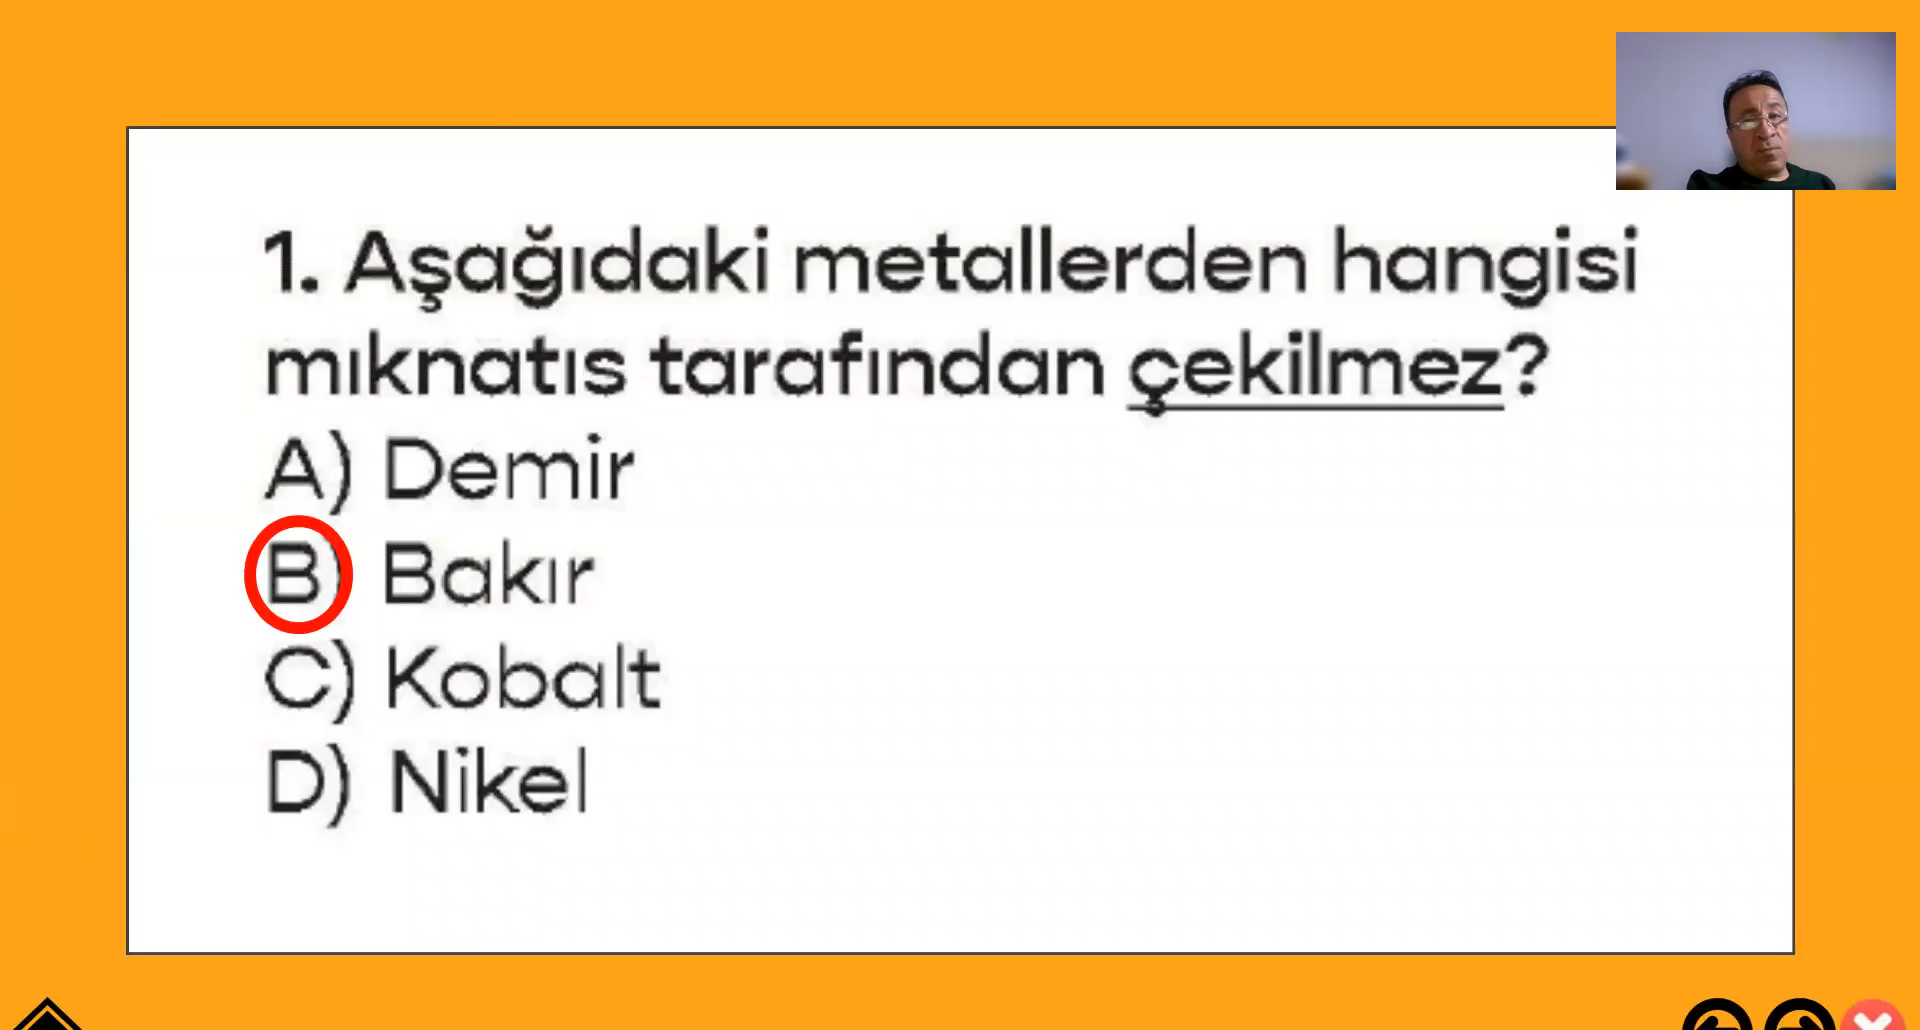 1. Aşağıdaki metallerden hangisi
mıknatıs tarafından çekilmez?
A) Demir
B) Bakır
C) Kobalt
D) Nikel